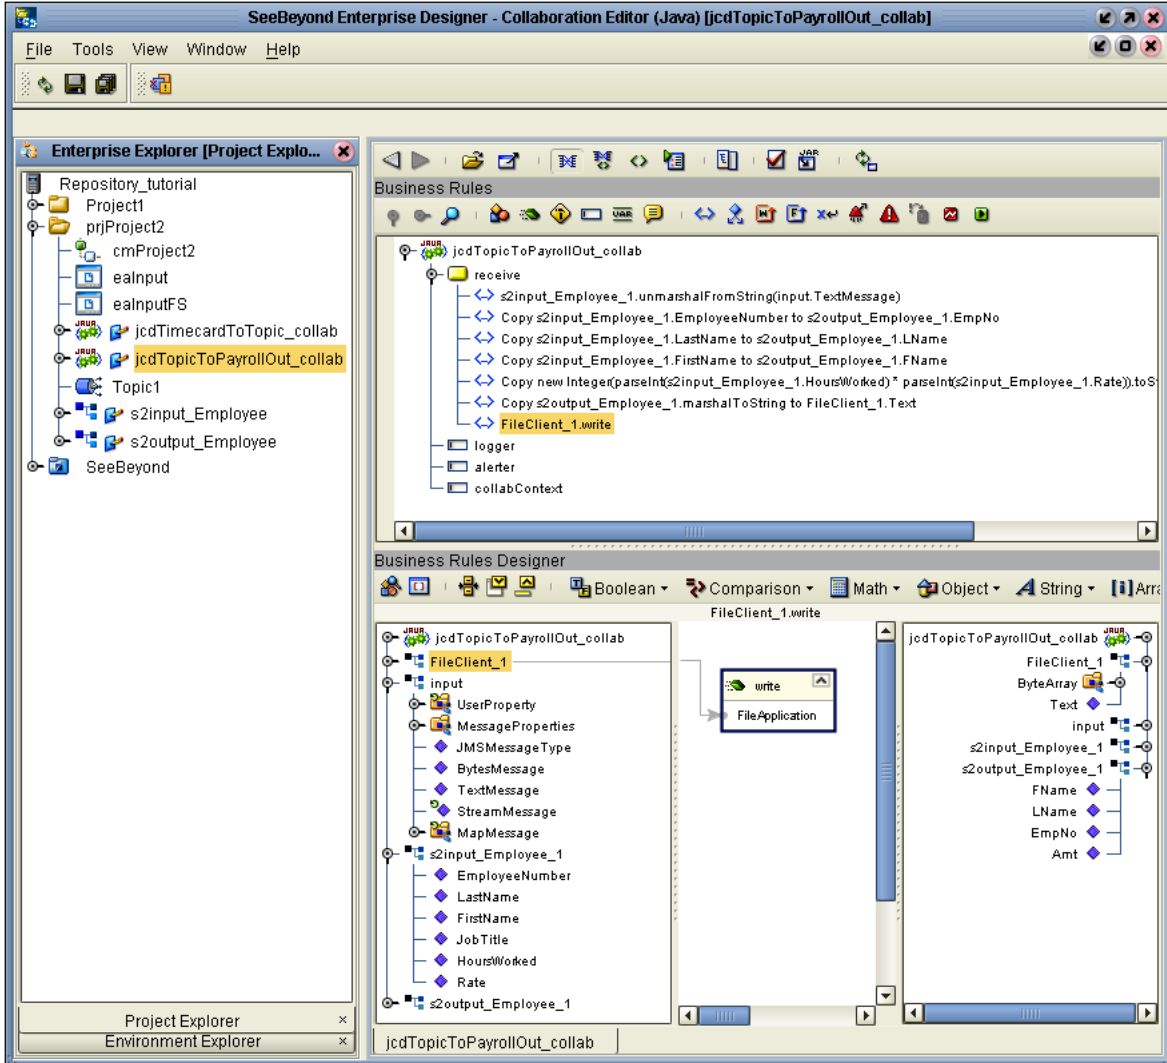 SeeBeyond Enterprise Designer - Collaboration Editor (Java) [jcdTopicToPayrollOut_collab]
File Tools View Window Help
Enterprise Explorer [Project Explo...
Repository_tutorial
Project1
prjProject2
cmProject2
eaInput
eaInputFS
jcdTimecardToTopic_collab
jcdTopicToPayrollOut_collab
Topic1
s2input_Employee
s2output_Employee
SeeBeyond
Project Explorer
Environment Explorer
JAR
Business Rules
VAR
JAVA
jcdTopicToPayrollOut_collab
receive
s2input_Employee_1.unmarshalFromString(input.TextMessage)
Copy s2input_Employee_1.EmployeeNumber to s2output_Employee_1.EmpNo
Copy s2input_Employee_1.LastName to s2output_Employee_1.LName
Copy s2input_Employee_1.FirstName to s2output_Employee_1.FName
Copy new Integer(parseInt(s2input_Employee_1.HoursWorked) * parseInt(s2input_Employee_1.Rate)).toS
Copy s2output_Employee_1.marshalToString to FileClient_1.Text
FileClient_1.write
logger
alerter
collabContext
Business Rules Designer
Boolean Comparison Math Object String Arr
FileClient_1.write
jcdTopicToPayrollOut_collab
FileClient_1
input
UserProperty
MessageProperties
JMSMessageType
BytesMessage
TextMessage
StreamMessage
MapMessage
s2input_Employee_1
EmployeeNumber
LastName
FirstName
JobTitle
HoursWorked
Rate
s2output_Employee_1
write
FileApplication
jcdTopicToPayrollOut_collab
FileClient_1
ByteArray
Text
input
s2input_Employee_1
s2output_Employee_1
FName
LName
EmpNo
Amt
jcdTopicToPayrollOut_collab